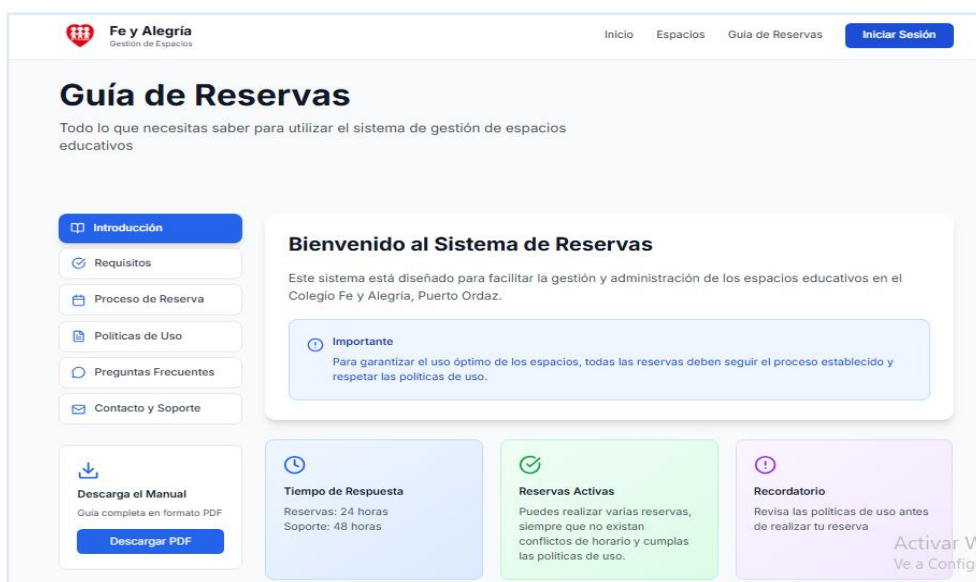 Fe y Alegría
Gestión de Espacios
Inicio Espacios Guía de Reservas Iniciar Sesión
Guía de Reservas
Todo lo que necesitas saber para utilizar el sistema de gestión de espacios
educativos
Introducción
Requisitos
Proceso de Reserva
Políticas de Uso
Preguntas Frecuentes
Contacto y Soporte
Descarga el Manual
Guía completa en formato PDF
Descargar PDF
Bienvenido al Sistema de Reservas
Este sistema está diseñado para facilitar la gestión y administración de los espacios educativos en el
Colegio Fe y Alegría, Puerto Ordaz.
Importante
Para garantizar el uso óptimo de los espacios, todas las reservas deben seguir el proceso establecido y
respetar las políticas de uso.
Tiempo de Respuesta
Reservas: 24 horas
Soporte: 48 horas
Reservas Activas
Puedes realizar varias reservas,
siempre que no existan
conflictos de horario y cumplas
las políticas de uso.
Recordatorio
Revisa las políticas de uso antes
de realizar tu reserva
Activar W
Ve a Config